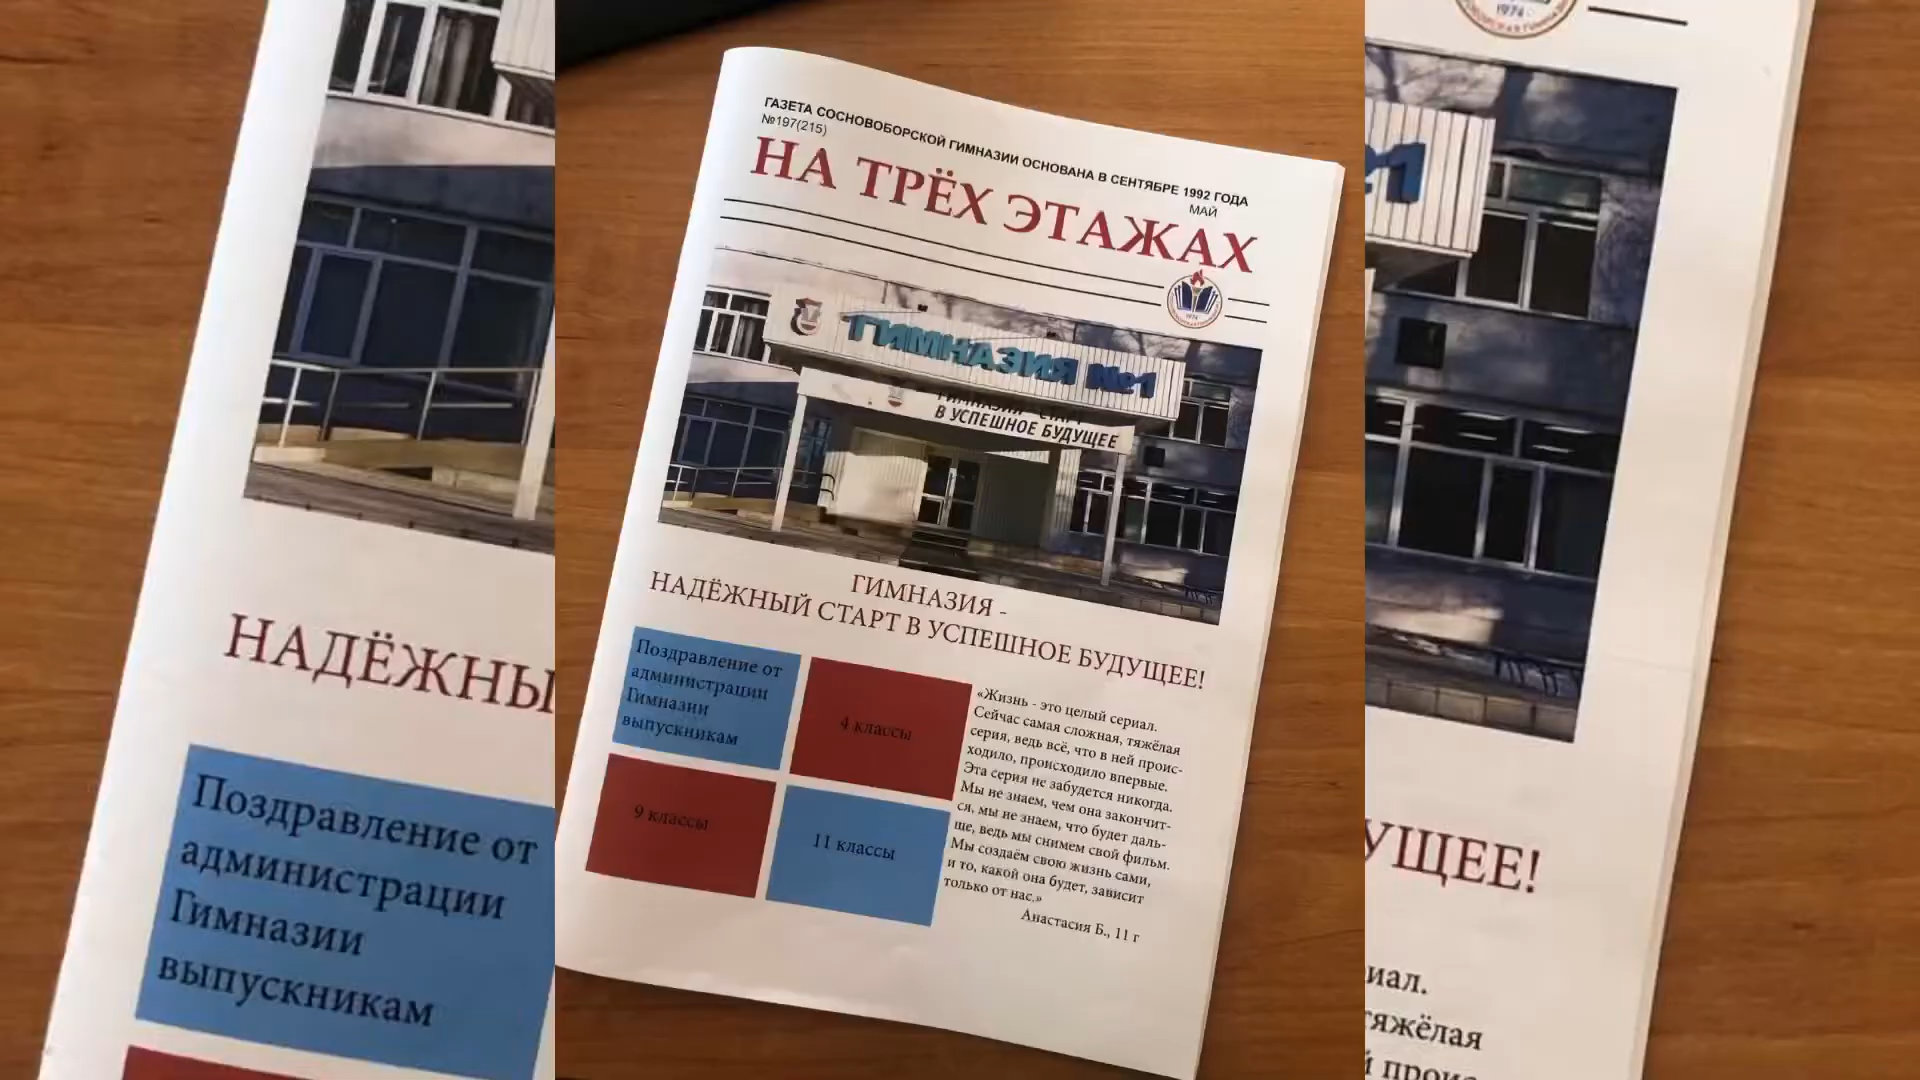 ГАЗЕТА СОСНОВОБОРСКОЙ ГИМНАЗИИ ОСНОВАНА В СЕНТЯБРЕ 1992 ГОДА
№197(215)
МАЙ
НА ТРЁХ ЭТАЖАХ
1974
ГИМНАЗИЯ №1
В УСПЕШНОЕ БУДУЩЕЕ
ГИМНАЗИЯ -
НАДЁЖНЫЙ СТАРТ В УСПЕШНОЕ БУДУЩЕЕ!
Поздравление от
администрации
Гимназии
выпускникам
4 классы
9 классы
11 классы
«Жизнь - это целый сериал.
Сейчас самая сложная, тяжёлая
серия, ведь всё, что в ней проис-
ходило, происходило впервые.
Эта серия не забудется никогда.
Мы не знаем, чем она закончит-
ся, мы не знаем, что будет даль-
ше, ведь мы снимем свой фильм.
Мы создаём свою жизнь сами,
и то, какой она будет, зависит
только от нас.»
Анастасия Б., 11 г
НАДЁЖНЫ
Поздравление от
администрации
Гимназии
выпускникам
1974
№1
УЩЕЕ!
иал.
тяжёлая
й проис-